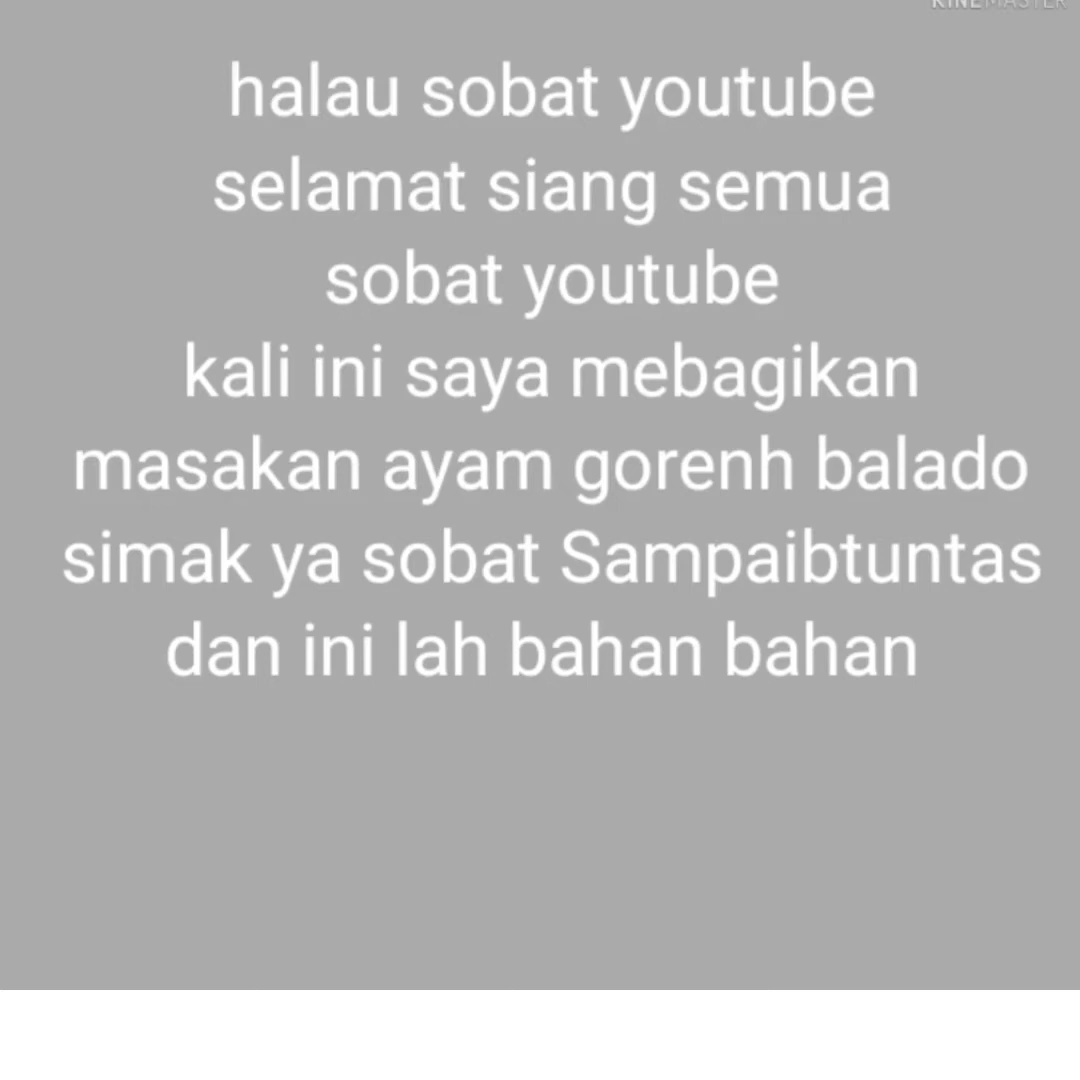 KINEMASTER
halau sobat youtube
selamat siang semua
sobat youtube
kali ini saya mebagikan
masakan ayam gorenh balado
simak ya sobat Sampaibtuntas
dan ini lah bahan bahan